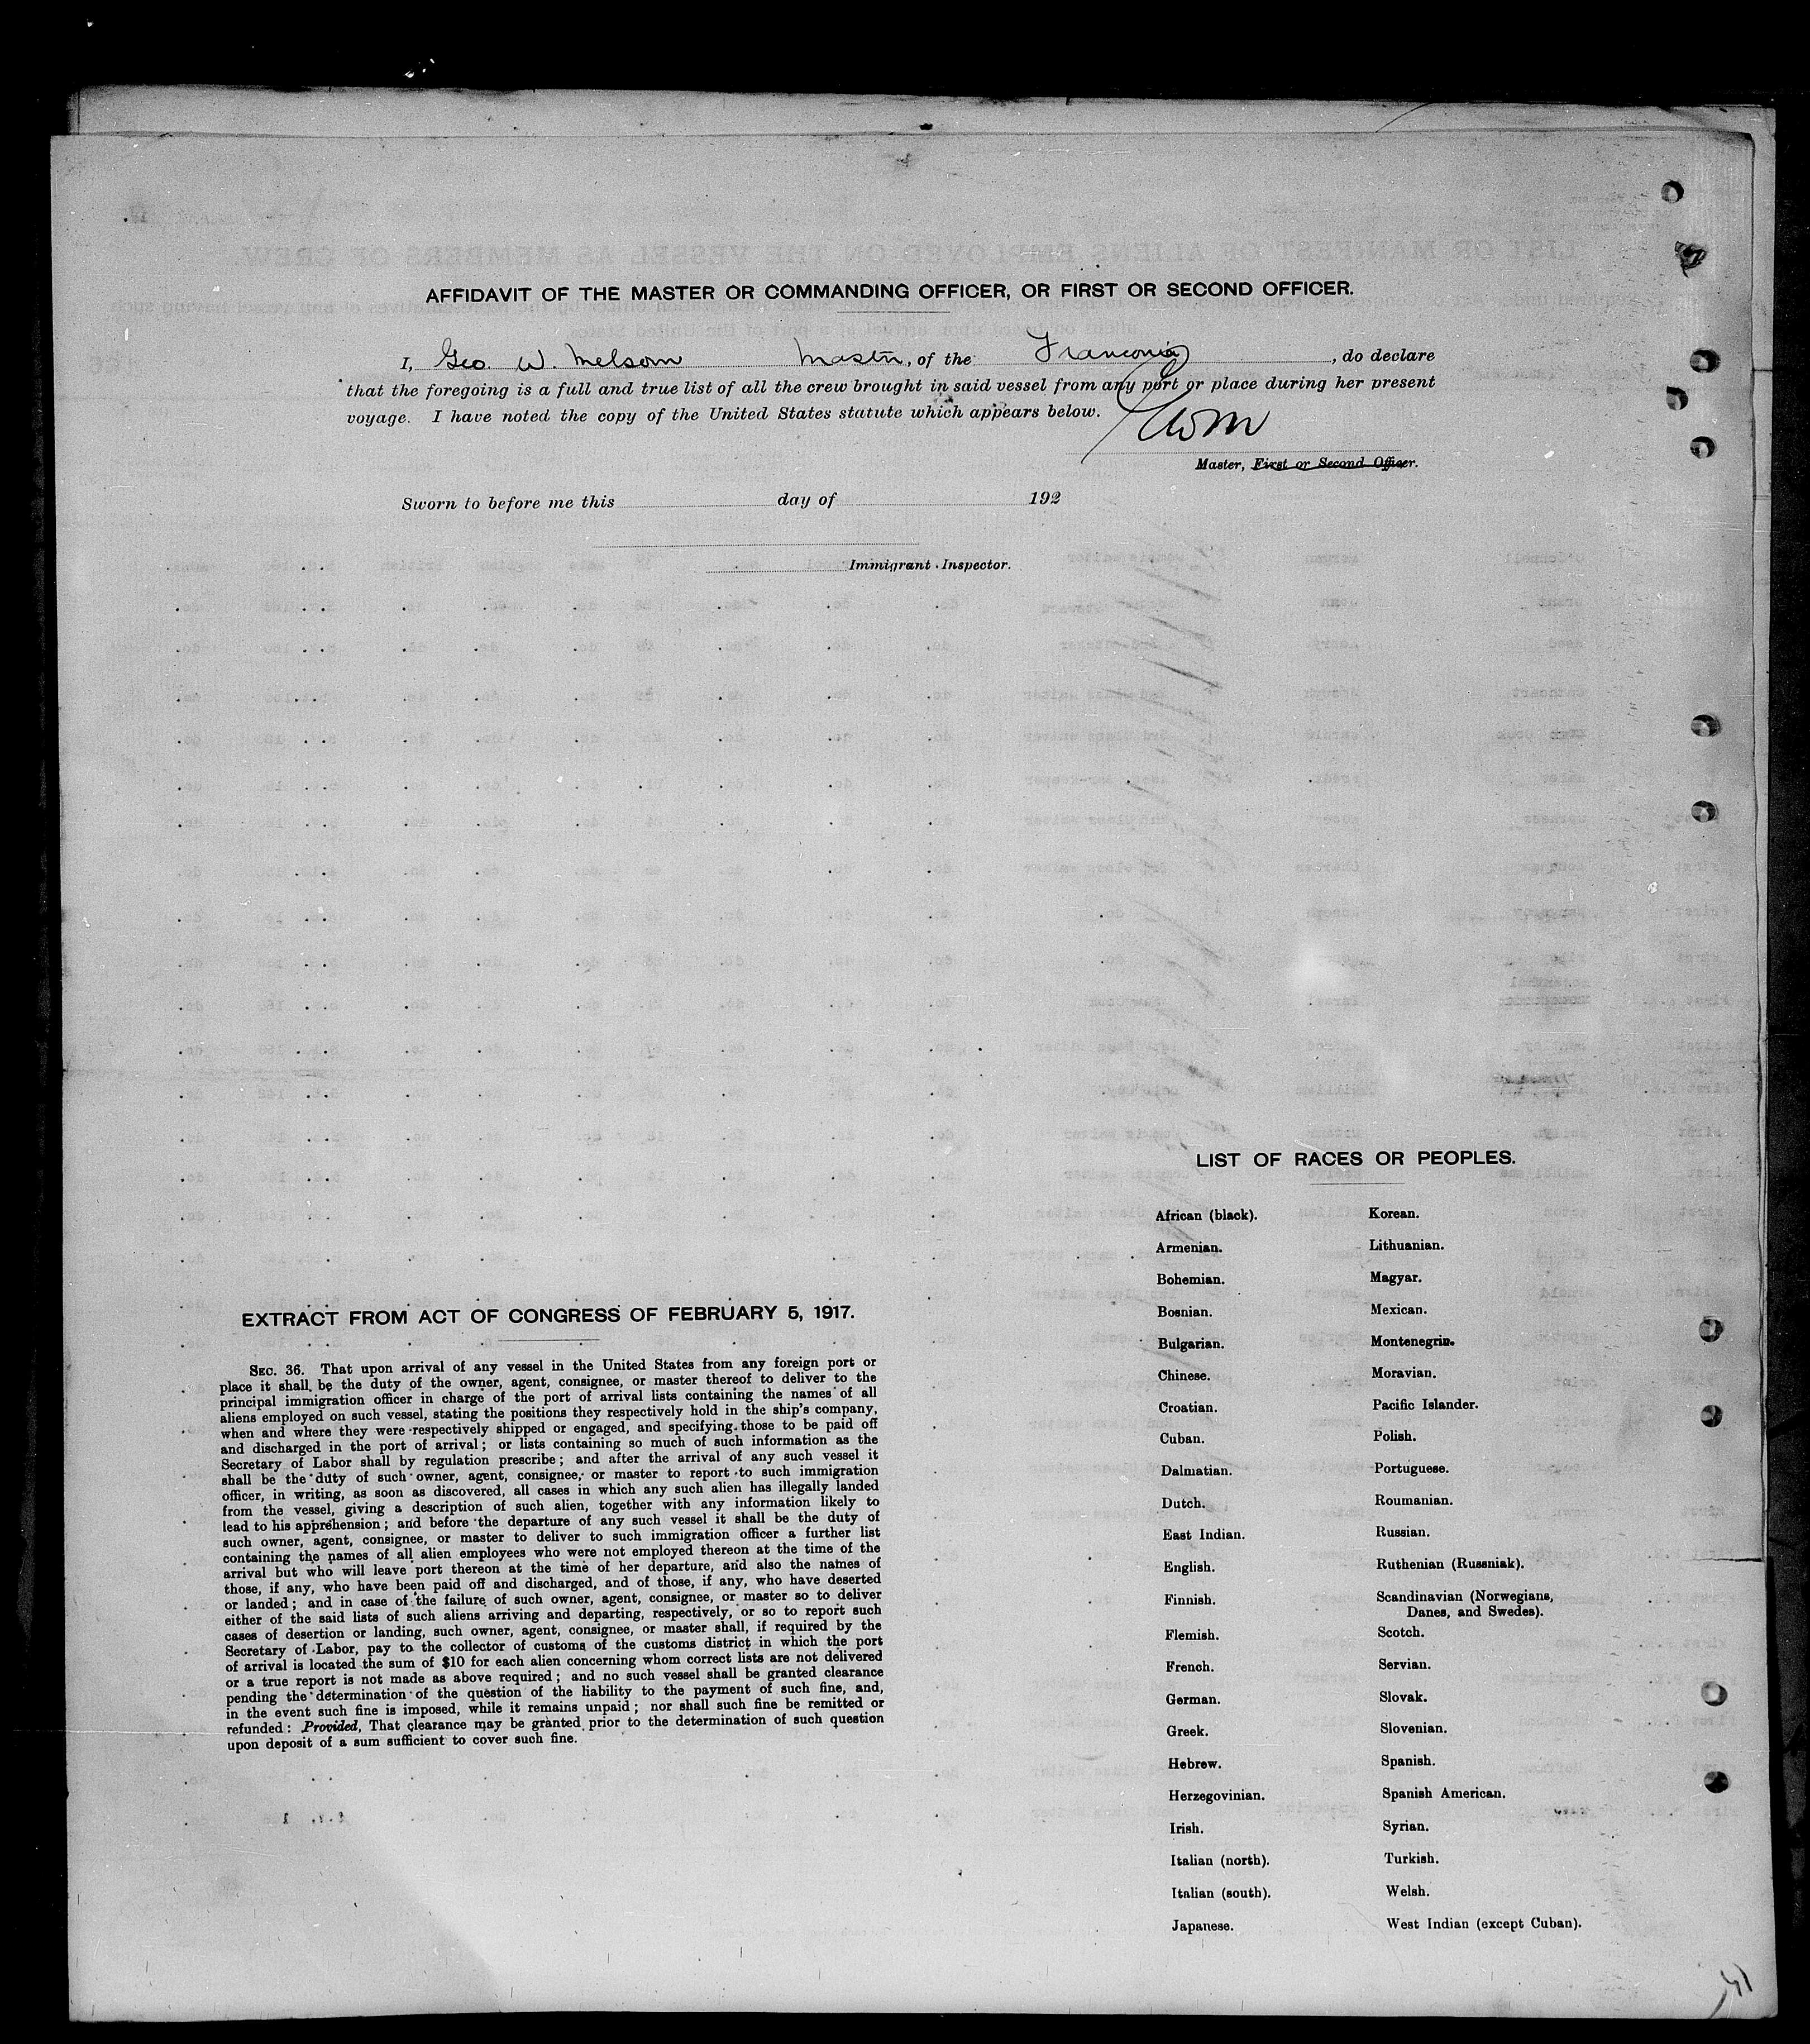 AFFIDAVIT OF THE MASTER OR COMMANDING OFFICER, OR FIRST OR SECOND OFFICER.
I, Geo. W. Melsom Master, of the Franconia, do declare
that the foregoing is a full and true list of all the crew brought in said vessel from any port or place during her present
voyage. I have noted the copy of the United States statute which appears below.
GWM
Master, First or Second Officer.
Sworn to before me this day of 192
Immigrant Inspector.
LIST OF RACES OR PEOPLES.
African (black).
Armenian.
Bohemian.
Bosnian.
Bulgarian.
Chinese.
Croatian.
Cuban.
Dalmatian.
Dutch.
East Indian.
English.
Finnish.
Flemish.
French.
German.
Greek.
Hebrew.
Herzegovinian.
Irish.
Italian (north).
Italian (south).
Japanese.
Korean.
Lithuanian.
Magyar.
Mexican.
Montenegrin.
Moravian.
Pacific Islander.
Polish.
Portuguese.
Roumanian.
Russian.
Ruthenian (Russniak).
Scandinavian (Norwegians,
Danes, and Swedes).
Scotch.
Servian.
Slovak.
Slovenian.
Spanish.
Spanish American.
Syrian.
Turkish.
Welsh.
West Indian (except Cuban).
EXTRACT FROM ACT OF CONGRESS OF FEBRUARY 5, 1917.
SEC. 36. That upon arrival of any vessel in the United States from any foreign port or
place it shall be the duty of the owner, agent, consignee, or master thereof to deliver to the
principal immigration officer in charge of the port of arrival lists containing the names of all
aliens employed on such vessel, stating the positions they respectively hold in the ship's company,
when and where they were respectively shipped or engaged, and specifying those to be paid off
and discharged in the port of arrival; or lists containing so much of such information as the
Secretary of Labor shall by regulation prescribe; and after the arrival of any such vessel it
shall be the duty of such owner, agent, consignee, or master to report to such immigration
officer, in writing, as soon as discovered, all cases in which any such alien has illegally landed
from the vessel, giving a description of such alien, together with any information likely to
lead to his apprehension; and before the departure of any such vessel it shall be the duty of
such owner, agent, consignee, or master to deliver to such immigration officer a further list
containing the names of all alien employees who were not employed thereon at the time of the
arrival but who will leave port thereon at the time of her departure, and also the names of
those, if any, who have been paid off and discharged, and of those, if any, who have deserted
or landed; and in case of the failure of such owner, agent, consignee, or master so to deliver
either of the said lists of such aliens arriving and departing, respectively, or so to report such
cases of desertion or landing, such owner, agent, consignee, or master shall, if required by the
Secretary of Labor, pay to the collector of customs of the customs district in which the port
of arrival is located the sum of $10 for each alien concerning whom correct lists are not delivered
or a true report is not made as above required; and no such vessel shall be granted clearance
pending the determination of the question of the liability to the payment of such fine, and,
in the event such fine is imposed, while it remains unpaid; nor shall such fine be remitted or
refunded: Provided, That clearance may be granted prior to the determination of such question
upon deposit of a sum sufficient to cover such fine.